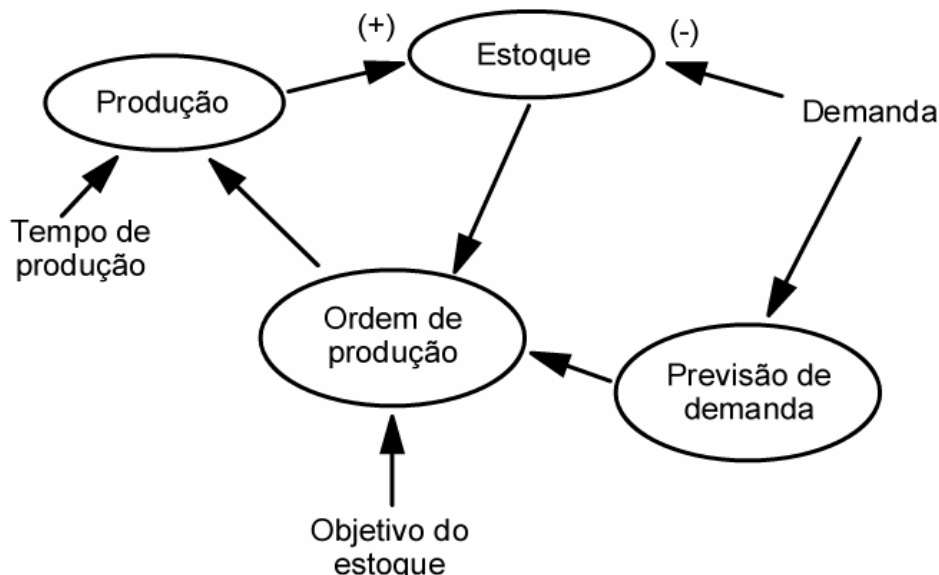 (+)
Estoque
(-)
Produção
Demanda
Tempo de
produção
Ordem de
produção
Previsão de
demanda
Objetivo do
estoque